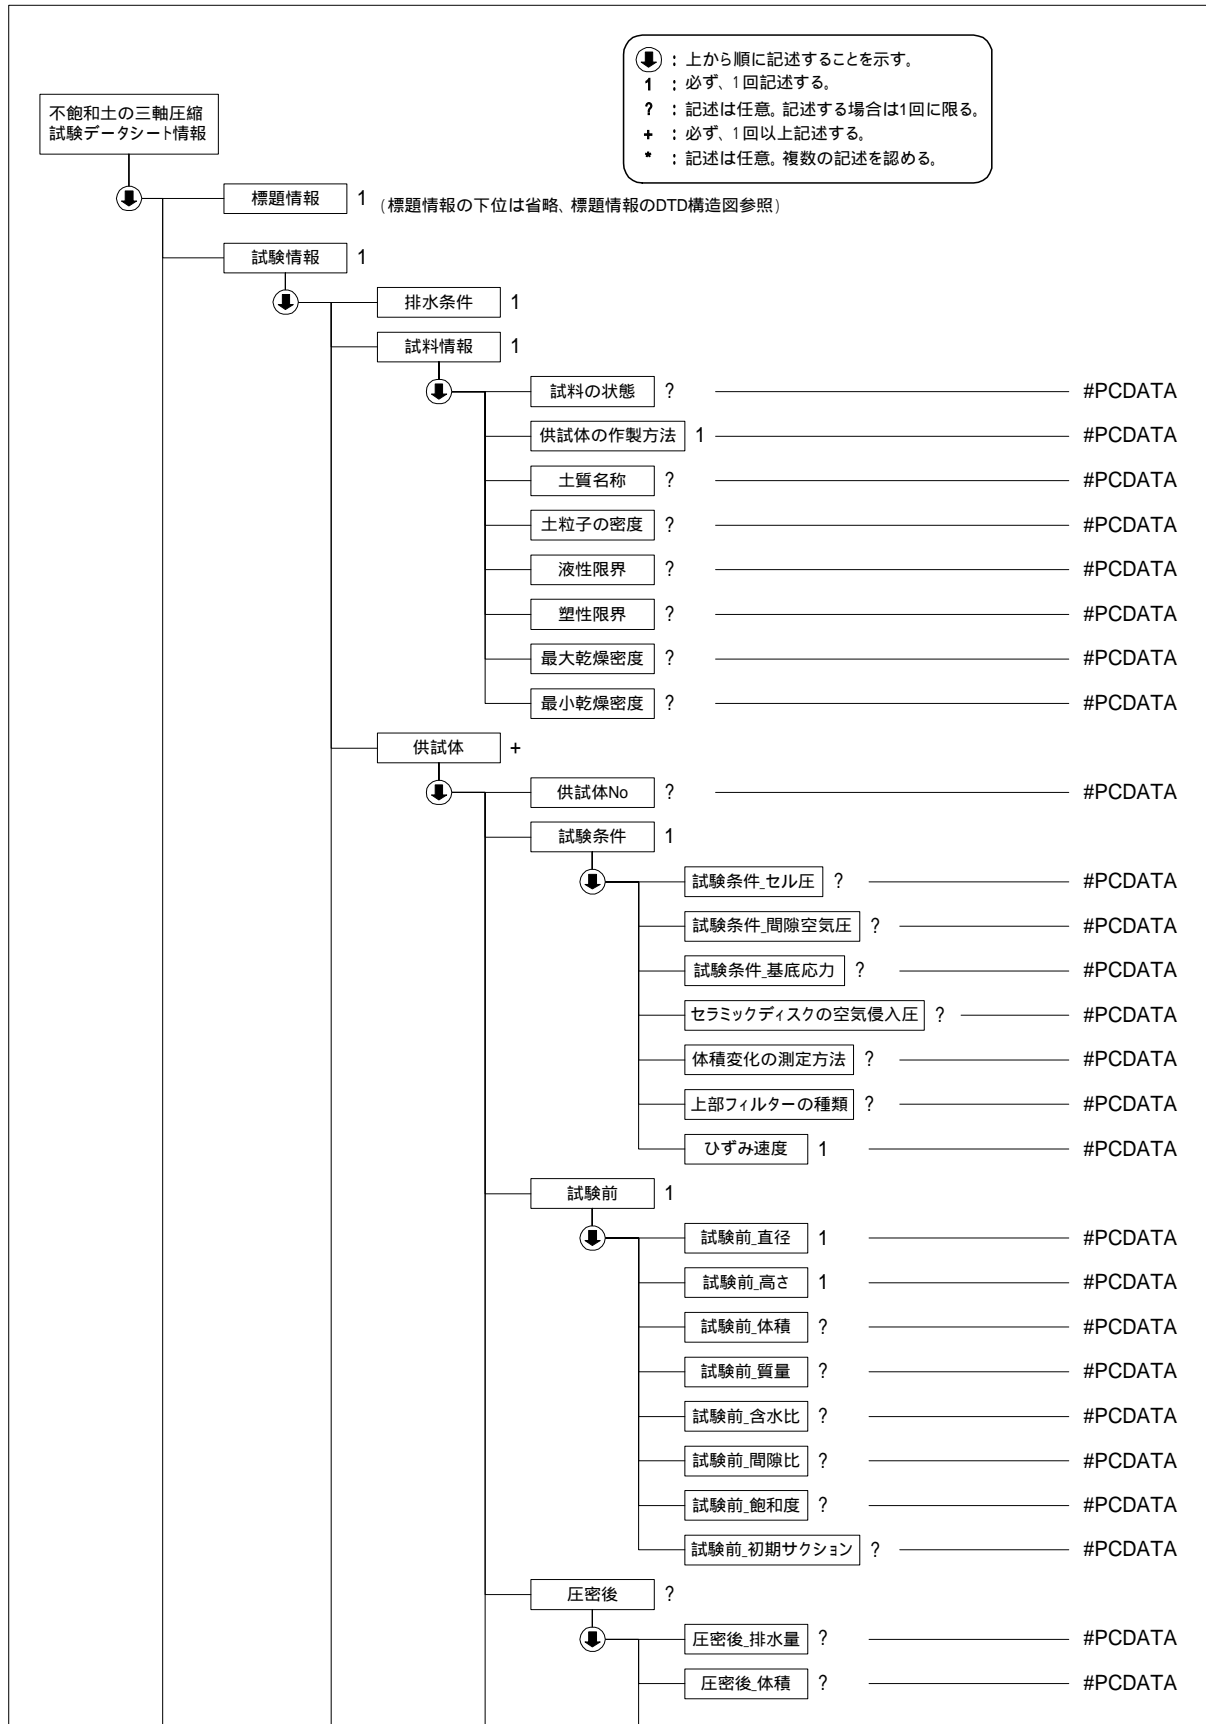 : 上から順に記述することを示す。
1 : 必ず、1回記述する。
? : 記述は任意。記述する場合は1回に限る。
+ : 必ず、1回以上記述する。
* : 記述は任意。複数の記述を認める。
不飽和土の三軸圧縮
試験データシート情報
標題情報 1 (標題情報の下位は省略、標題情報のDTD構造図参照)
試験情報 1
排水条件 1
試料情報 1
試料の状態 ? #PCDATA
供試体の作製方法 1 #PCDATA
土質名称 ? #PCDATA
土粒子の密度 ? #PCDATA
液性限界 ? #PCDATA
塑性限界 ? #PCDATA
最大乾燥密度 ? #PCDATA
最小乾燥密度 ? #PCDATA
供試体 +
供試体No ? #PCDATA
試験条件 1
試験条件_セル圧 ? #PCDATA
試験条件_間隙空気圧 ? #PCDATA
試験条件_基底応力 ? #PCDATA
セラミックディスクの空気侵入圧 ? #PCDATA
体積変化の測定方法 ? #PCDATA
上部フィルターの種類 ? #PCDATA
ひずみ速度 1 #PCDATA
試験前 1
試験前_直径 1 #PCDATA
試験前_高さ 1 #PCDATA
試験前_体積 ? #PCDATA
試験前_質量 ? #PCDATA
試験前_含水比 ? #PCDATA
試験前_間隙比 ? #PCDATA
試験前_飽和度 ? #PCDATA
試験前_初期サクション ? #PCDATA
圧密後 ?
圧密後_排水量 ? #PCDATA
圧密後_体積 ? #PCDATA